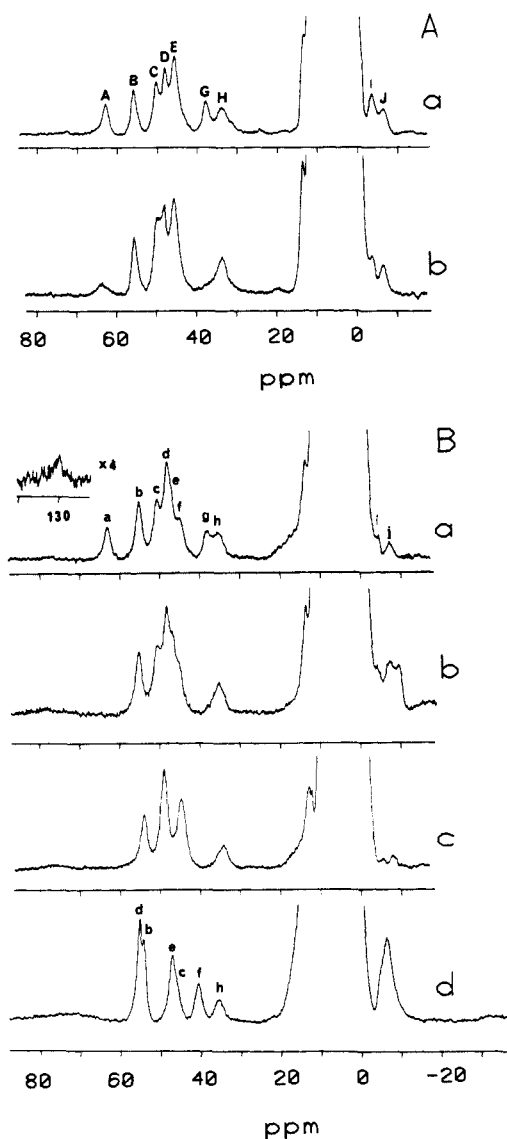 A
A B C D E G H I J
a
b
80 60 40 20 0
ppm
B
x4
130
a b c d e f g h i j
a
b
c
d b e c f h
d
80 60 40 20 0 -20
ppm